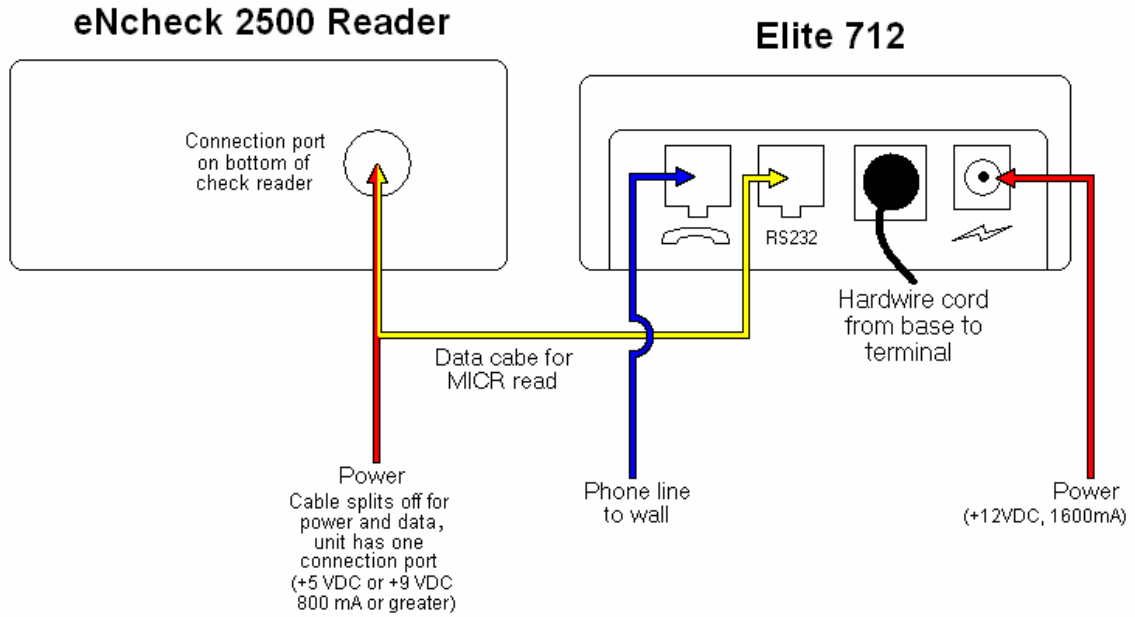 eNcheck 2500 Reader
Elite 712
Connection port
on bottom of
check reader
RS232
Hardwire cord
from base to
terminal
Data cabe for
MICR read
Power
Cable splits off for
power and data,
unit has one
connection port
(+5 VDC or +9 VDC
800 mA or greater)
Phone line
to wall
Power
(+12VDC, 1600mA)